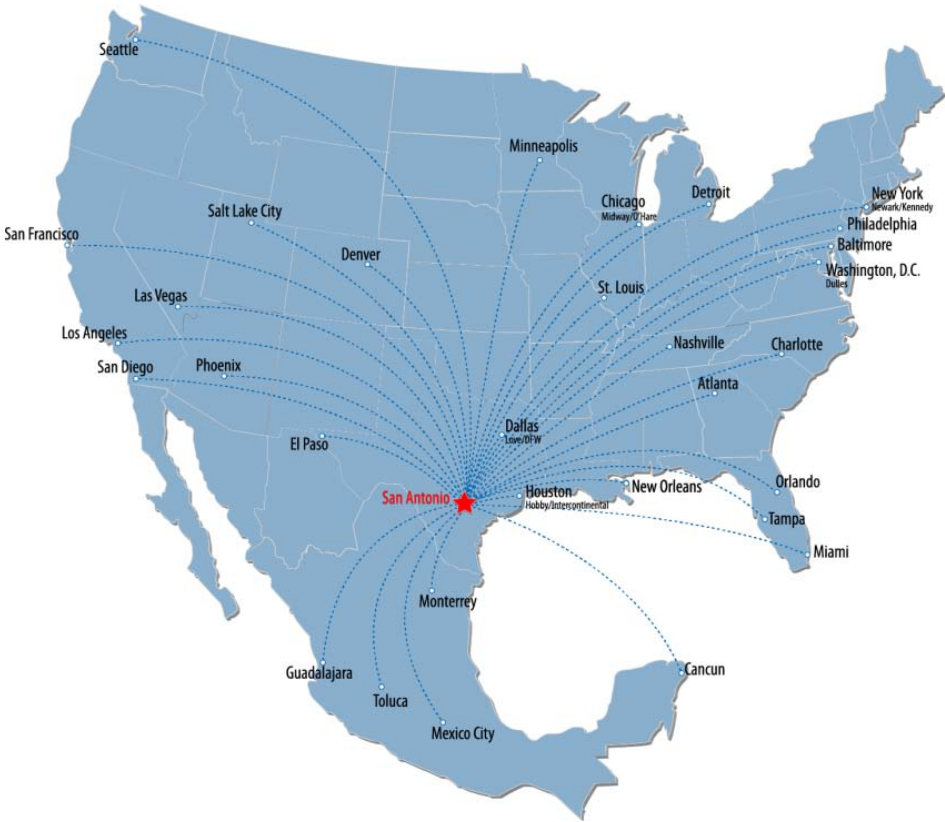 Seattle
Minneapolis
Detroit
New York
Newark/Kennedy
Chicago
Midway/O'Hare
Salt Lake City
Philadelphia
San Francisco
Baltimore
Denver
Washington, D.C.
Dulles
St. Louis
Las Vegas
Los Angeles
Nashville
Charlotte
San Diego
Phoenix
Atlanta
Dallas
Love/DFW
El Paso
Orlando
New Orleans
San Antonio
Houston
Hobby/Intercontinental
Tampa
Miami
Monterrey
Guadalajara
Cancun
Toluca
Mexico City